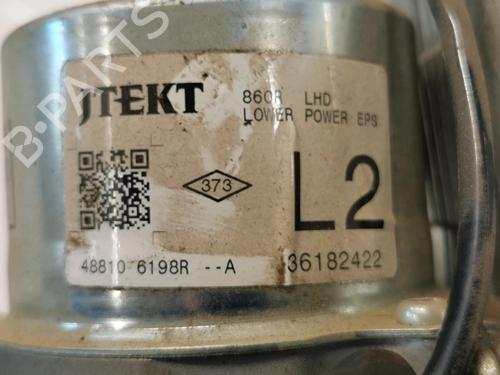 B-PARTS
JTEKT
860R LHD
LOWER POWER EPS
373
L2
48810 6198R --A
36182422